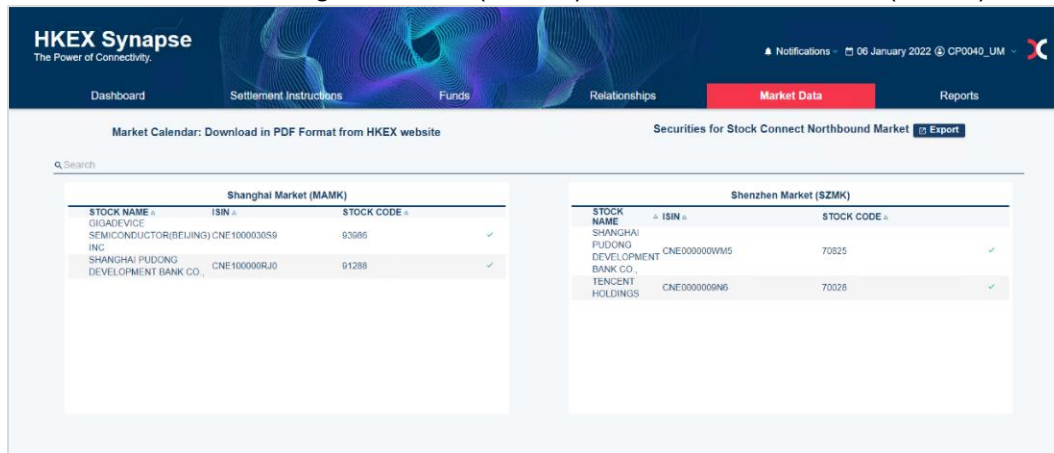 HKEX Synapse
The Power of Connectivity.
Notifications 06 January 2022 CP0040_UM
Dashboard Settlement Instructions Funds Relationships Market Data Reports
Market Calendar: Download in PDF Format from HKEX website
Securities for Stock Connect Northbound Market Export
Search
Shanghai Market (MAMK)
STOCK NAME ISIN STOCK CODE
GIGADEVICE
SEMICONDUCTOR(BEIJING) CNE1000030S9 93986
INC
SHANGHAI PUDONG
DEVELOPMENT BANK CO., CNE100000RJ0 91288
Shenzhen Market (SZMK)
STOCK
NAME ISIN STOCK CODE
SHANGHAI
PUDONG
DEVELOPMENT CNE000000WM5 70825
BANK CO.,
TENCENT
HOLDINGS CNE0000009N6 70028